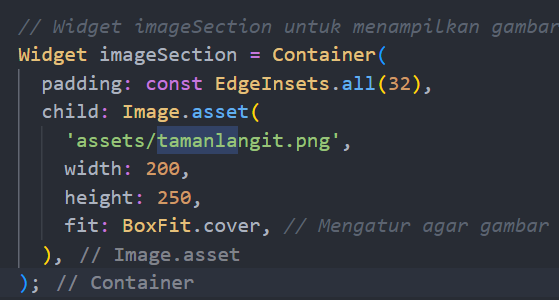 // Widget imageSection untuk menampilkan gambar
Widget imageSection = Container(
padding: const EdgeInsets.all(32),
child: Image.asset(
'assets/tamanlangit.png',
width: 200,
height: 250,
fit: BoxFit.cover, // Mengatur agar gambar
), // Image.asset
); // Container